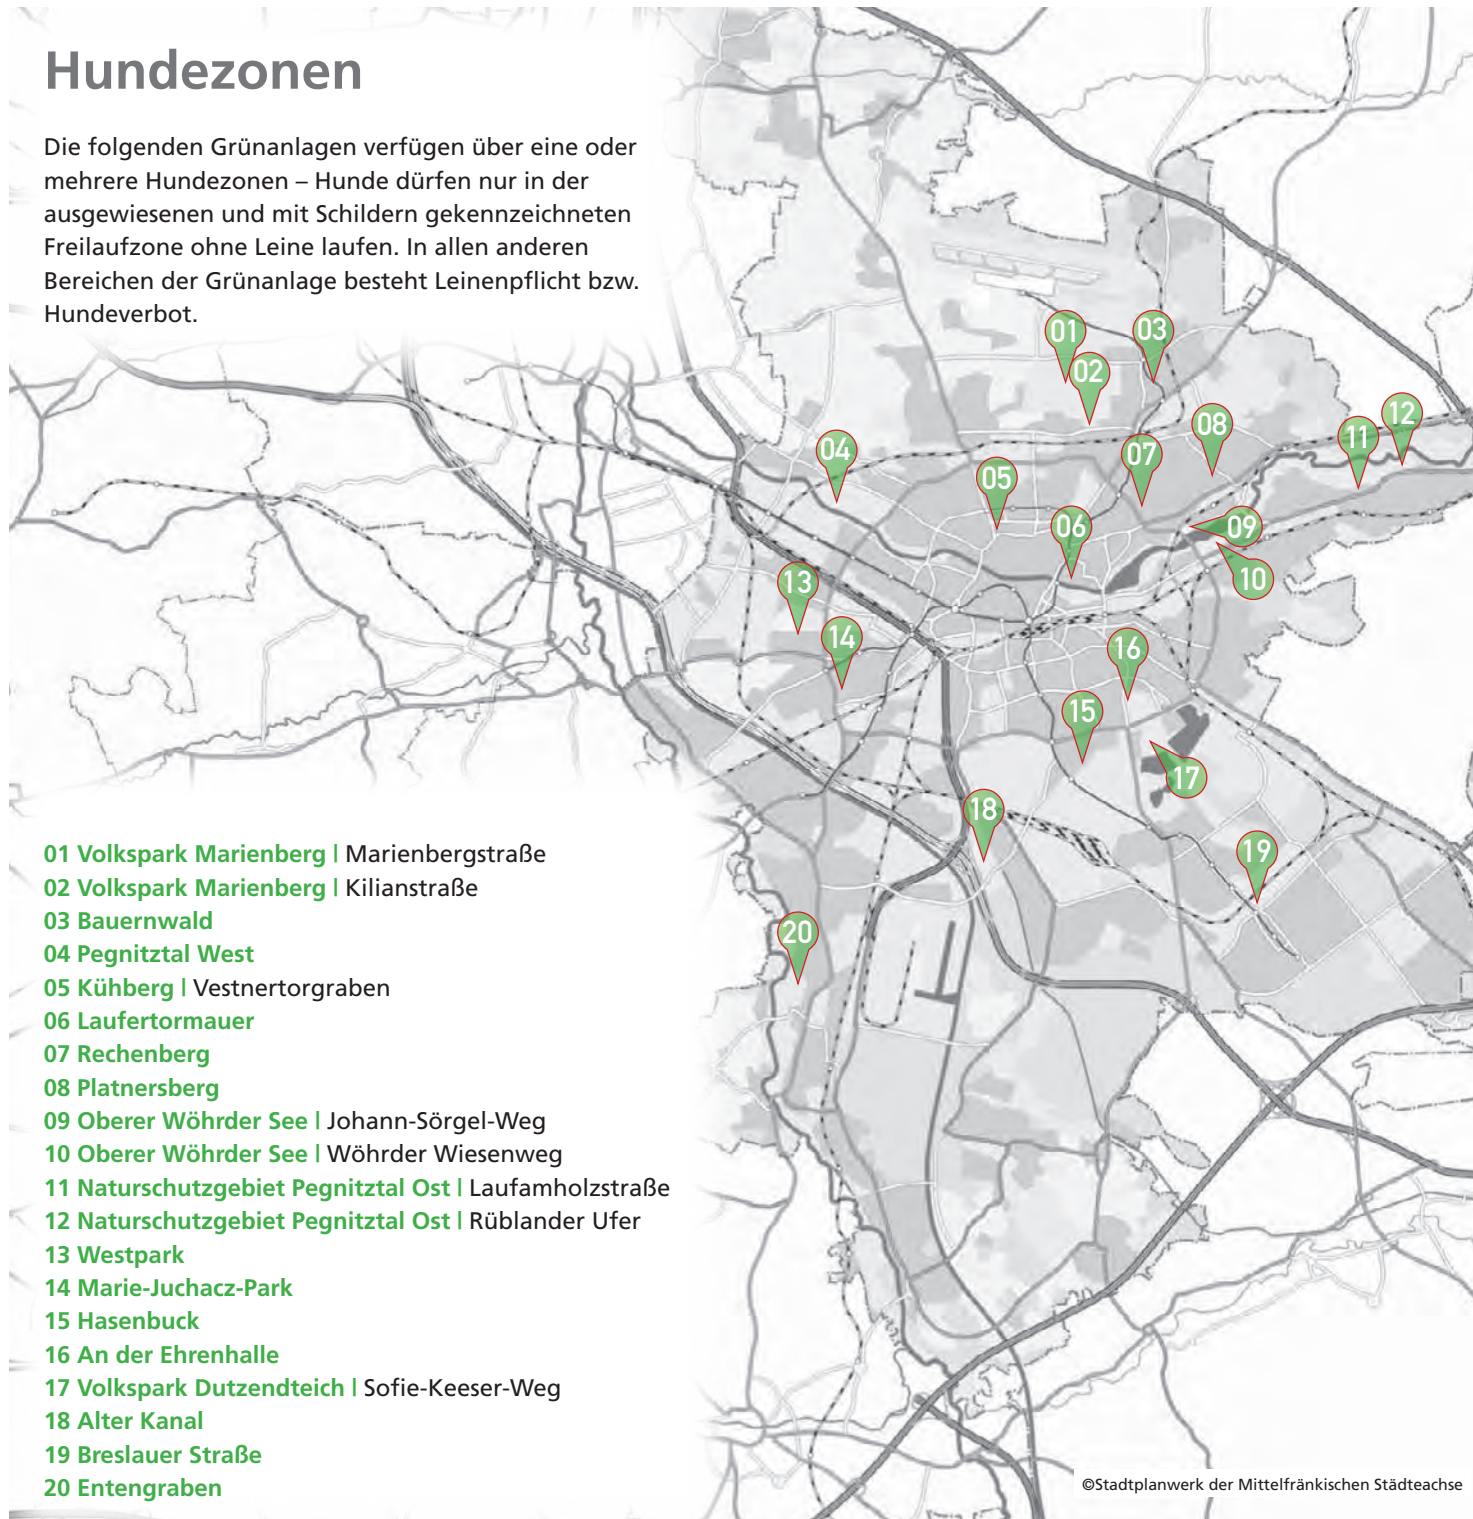 Hundezonen
Die folgenden Grünanlagen verfügen über eine oder
mehrere Hundezonen – Hunde dürfen nur in der
ausgewiesenen und mit Schildern gekennzeichneten
Freilaufzone ohne Leine laufen. In allen anderen
Bereichen der Grünanlage besteht Leinenpflicht bzw.
Hundeverbot.
01
03
02
12
08
11
04
07
05
06
09
10
13
14
16
15
17
18
19
20
01 Volkspark Marienberg | Marienbergstraße
02 Volkspark Marienberg | Kilianstraße
03 Bauernwald
04 Pegnitztal West
05 Kühberg | Vestnertorgraben
06 Laufertormauer
07 Rechenberg
08 Platnersberg
09 Oberer Wöhrder See | Johann-Sörgel-Weg
10 Oberer Wöhrder See | Wöhrder Wiesenweg
11 Naturschutzgebiet Pegnitztal Ost | Laufamholzstraße
12 Naturschutzgebiet Pegnitztal Ost | Rüblander Ufer
13 Westpark
14 Marie-Juchacz-Park
15 Hasenbuck
16 An der Ehrenhalle
17 Volkspark Dutzendteich | Sofie-Keeser-Weg
18 Alter Kanal
19 Breslauer Straße
20 Entengraben
©Stadtplanwerk der Mittelfränkischen Städteachse